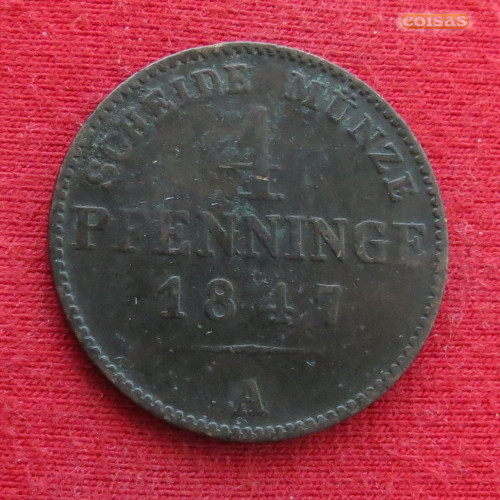 coisas
SCHEIDE MÜNZE
4
PFENNINGE
1847
A